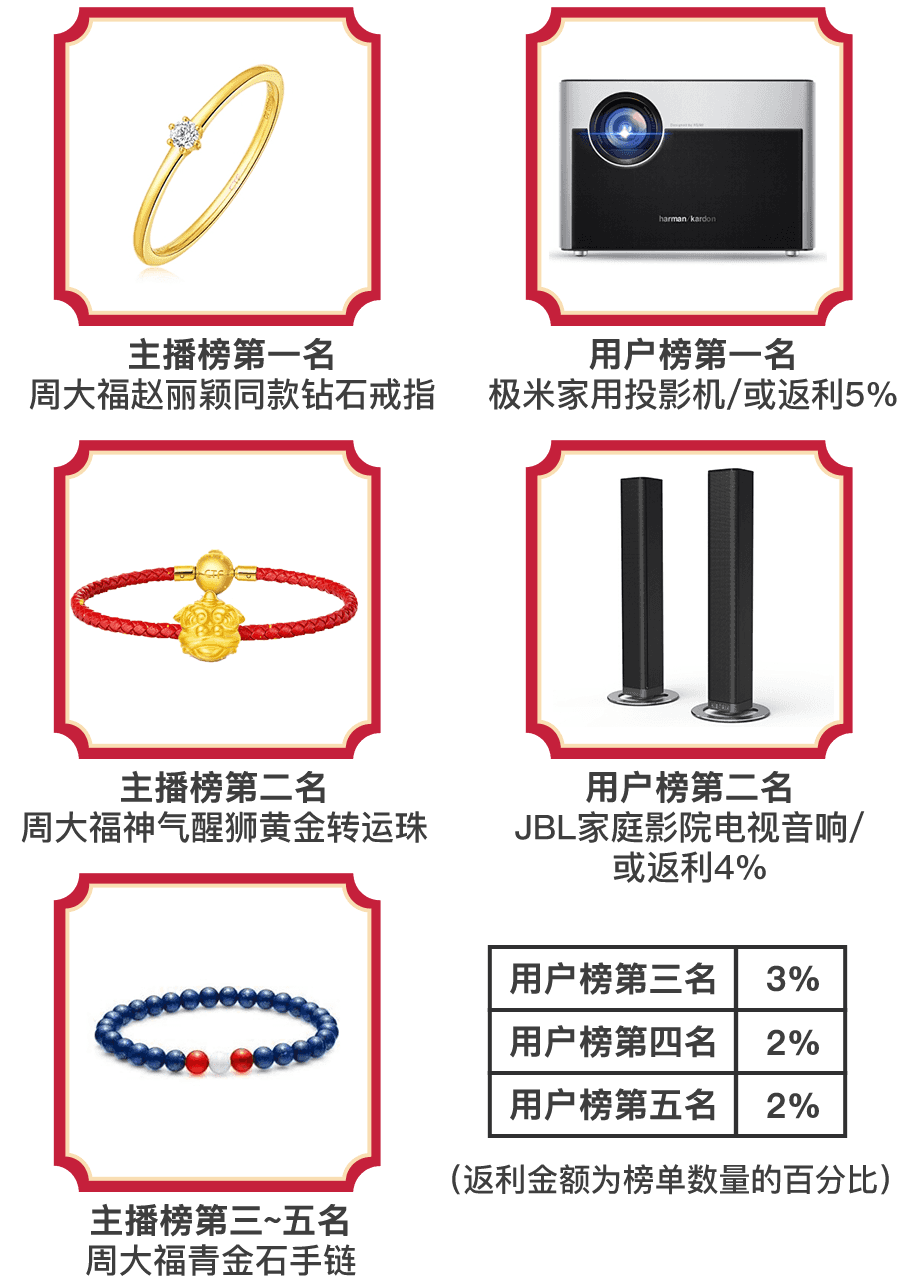 harman/kardon
主播榜第一名
周大福赵丽颖同款钻石戒指
用户榜第一名
极米家用投影机/或返利5%
CTF
主播榜第二名
周大福神气醒狮黄金转运珠
用户榜第二名
JBL家庭影院电视音响/
或返利4%
主播榜第三~五名
周大福青金石手链
用户榜第三名 3%
用户榜第四名 2%
用户榜第五名 2%
（返利金额为榜单数量的百分比）